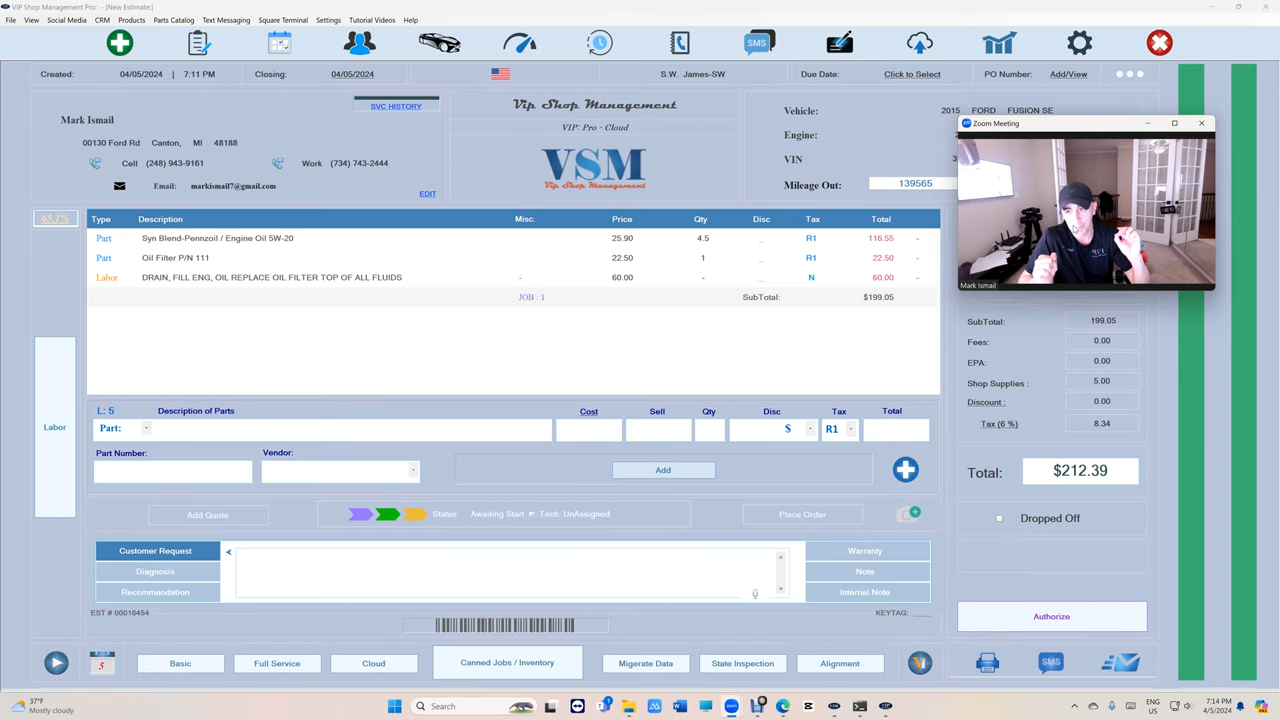 VIP Shop Management Pro: - [New Estimate:]
File View Social Media CRM Products Parts Catalog Text Messaging Square Terminal Settings Tutorial Videos Help
SMS
Created: 04/05/2024 | 7:11 PM Closing: 04/05/2024 S.W. James-SW Due Date: Click to Select PO Number: Add/View
SVC HISTORY
Mark Ismail
00130 Ford Rd Canton, MI 48188
Cell (248) 943-9161 Work (734) 743-2444
Email: markismail7@gmail.com
EDIT
Vip Shop Management
VIP: Pro - Cloud
VSM
Vip Shop Management
Vehicle: 2015 FORD FUSION SE
Engine:
VIN 3
Mileage Out: 139565
Zoom Meeting
Mark Ismail
65.1%
Type Description Misc. Price Qty Disc Tax Total
Part Syn Blend-Pennzoil / Engine Oil 5W-20 25.90 4.5 _ R1 116.55 -
Part Oil Filter P/N 111 22.50 1 _ R1 22.50 -
Labor DRAIN, FILL ENG, OIL REPLACE OIL FILTER TOP OF ALL FLUIDS - 60.00 - _ N 60.00 -
JOB : 1 SubTotal: $199.05
Labor
L: 5 Description of Parts Cost Sell Qty Disc Tax Total
Part: $ R1
Part Number: Vendor:
Add
Add Quote Status: Awaiting Start Tech: UnAssigned Place Order
Customer Request
Diagnosis
Recommendation
Warranty
Note
Internal Note
EST # 00016454 KEYTAG:
SubTotal: 199.05
Fees: 0.00
EPA: 0.00
Shop Supplies : 5.00
Discount : 0.00
Tax (6 %) 8.34
Total: $212.39
Dropped Off
Authorize
5 Basic Full Service Cloud Canned Jobs / Inventory Migerate Data State Inspection Alignment SMS
37°F
Mostly cloudy
Search
ENG
US
7:14 PM
4/5/2024